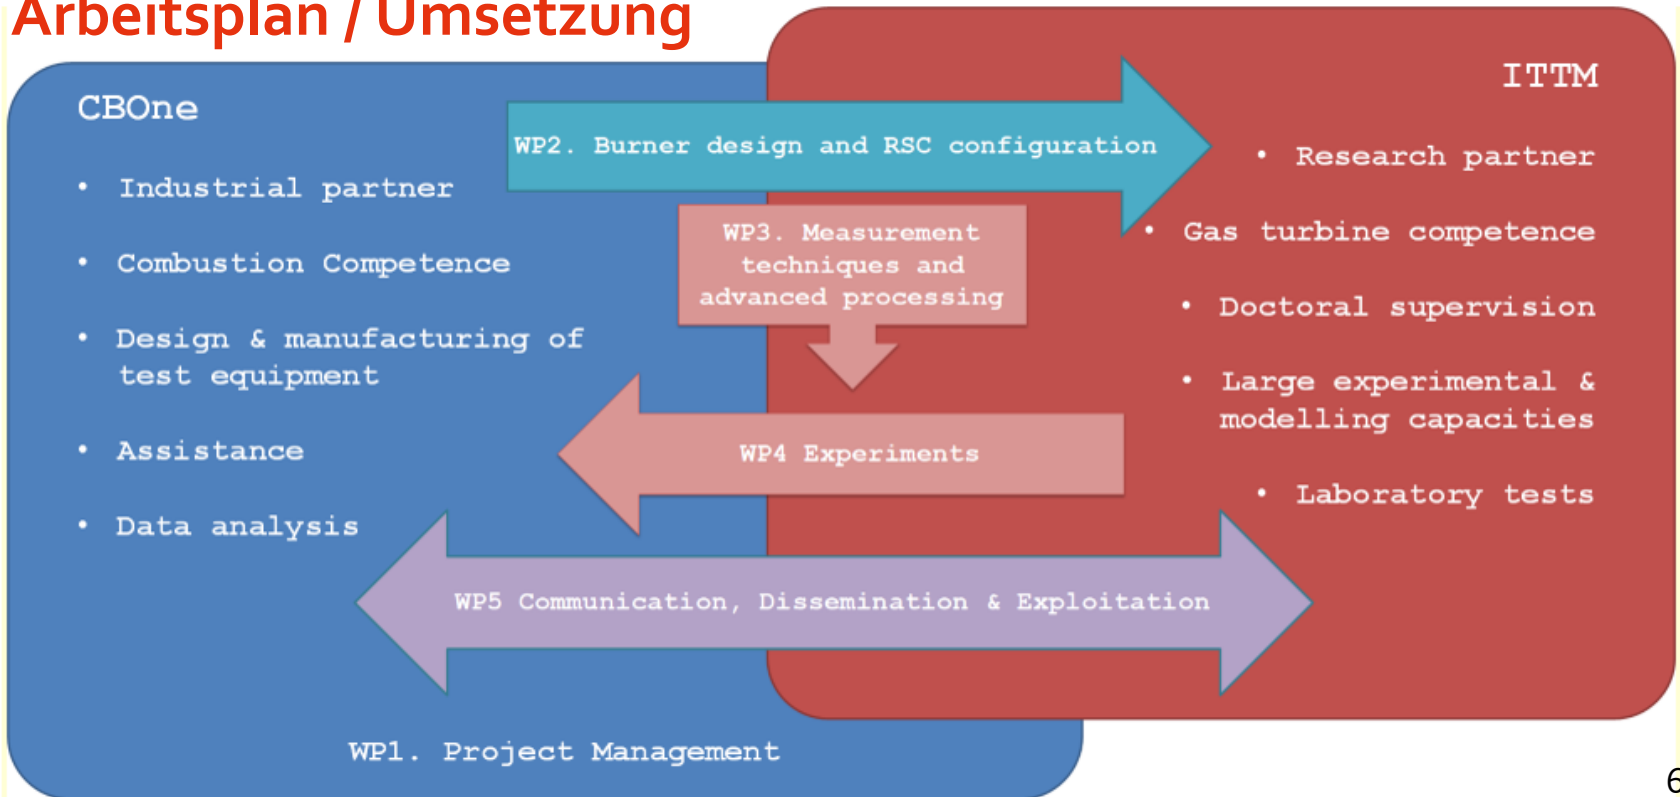 Arbeitsplan / Umsetzung
CBOne
• Industrial partner
• Combustion Competence
• Design & manufacturing of
test equipment
• Assistance
• Data analysis
WP2. Burner design and RSC configuration
WP3. Measurement
techniques and
advanced processing
WP4 Experiments
WP5 Communication, Dissemination & Exploitation
WP1. Project Management
ITTM
• Research partner
• Gas turbine competence
• Doctoral supervision
• Large experimental &
modelling capacities
• Laboratory tests
6